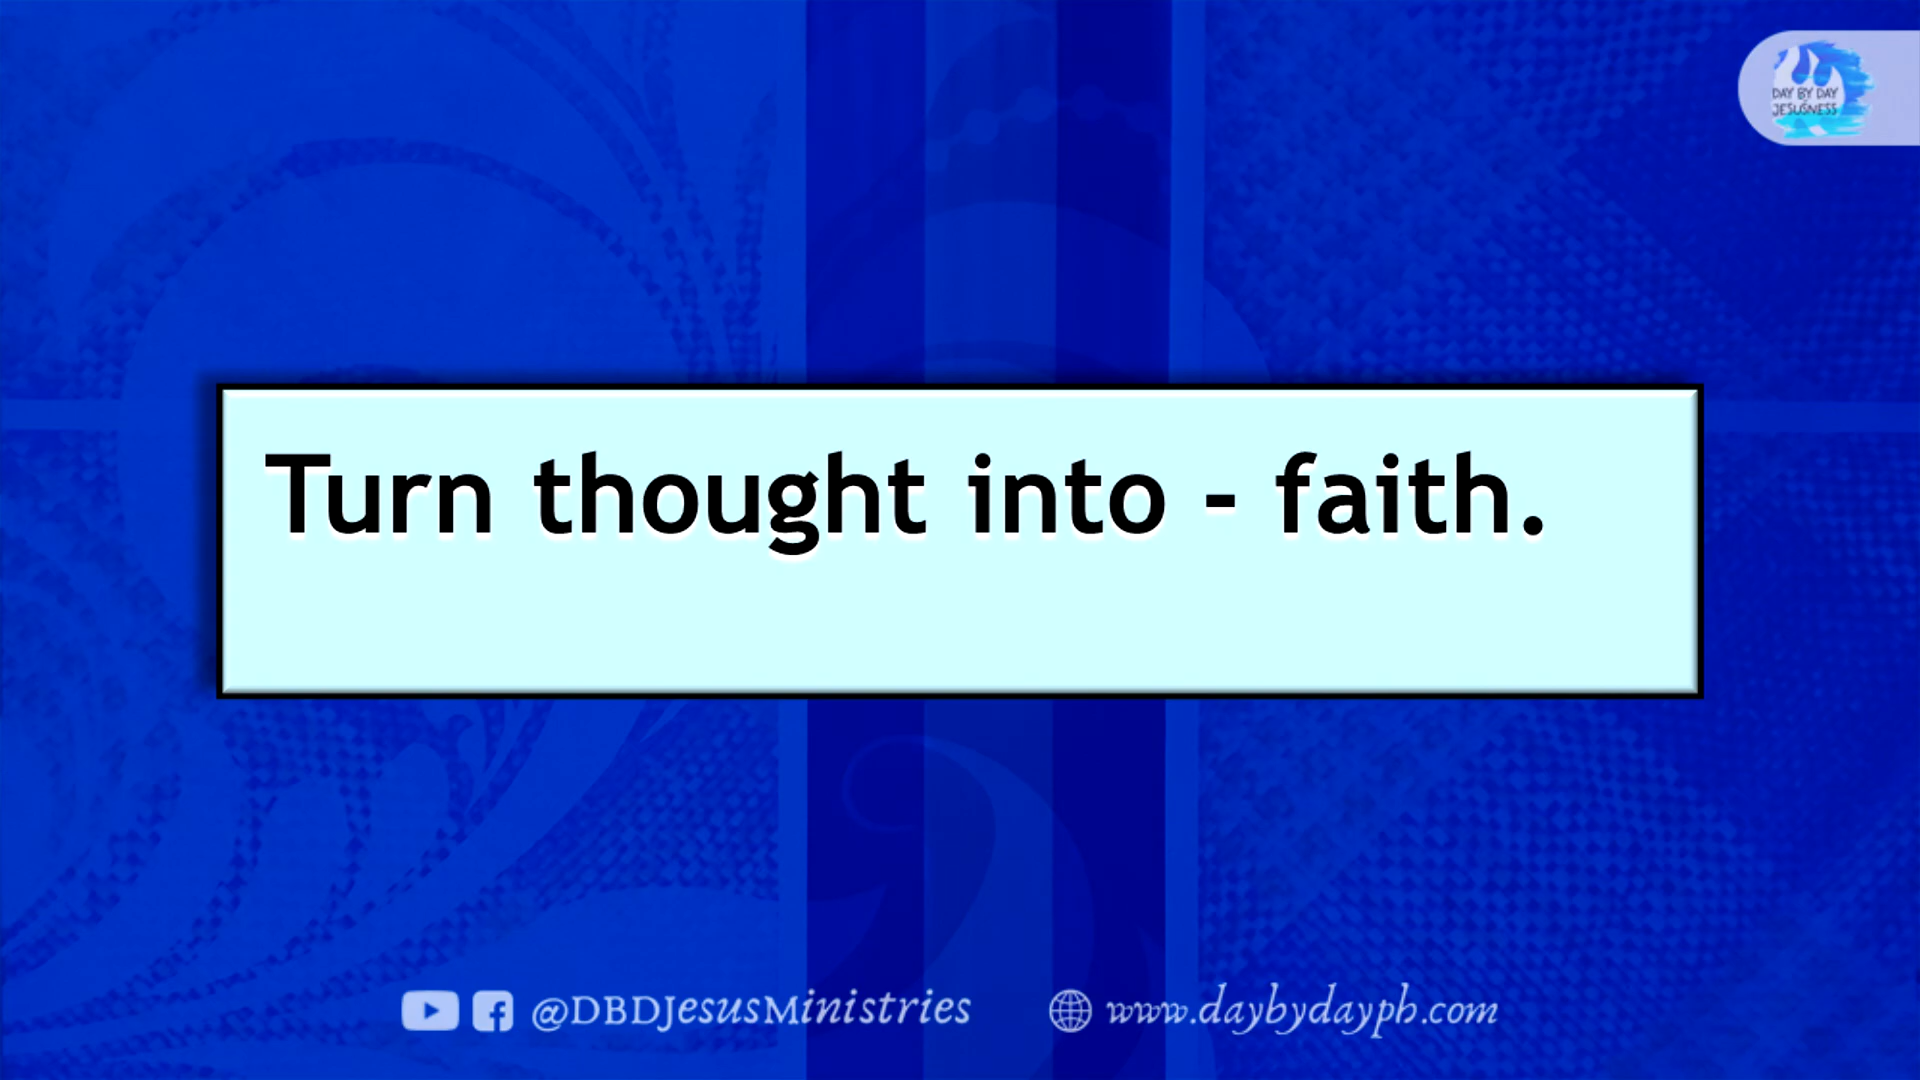 DAY BY DAY
JESUSNESS
Turn thought into - faith.
@DBDJesusMinistries
www.daybydayph.com